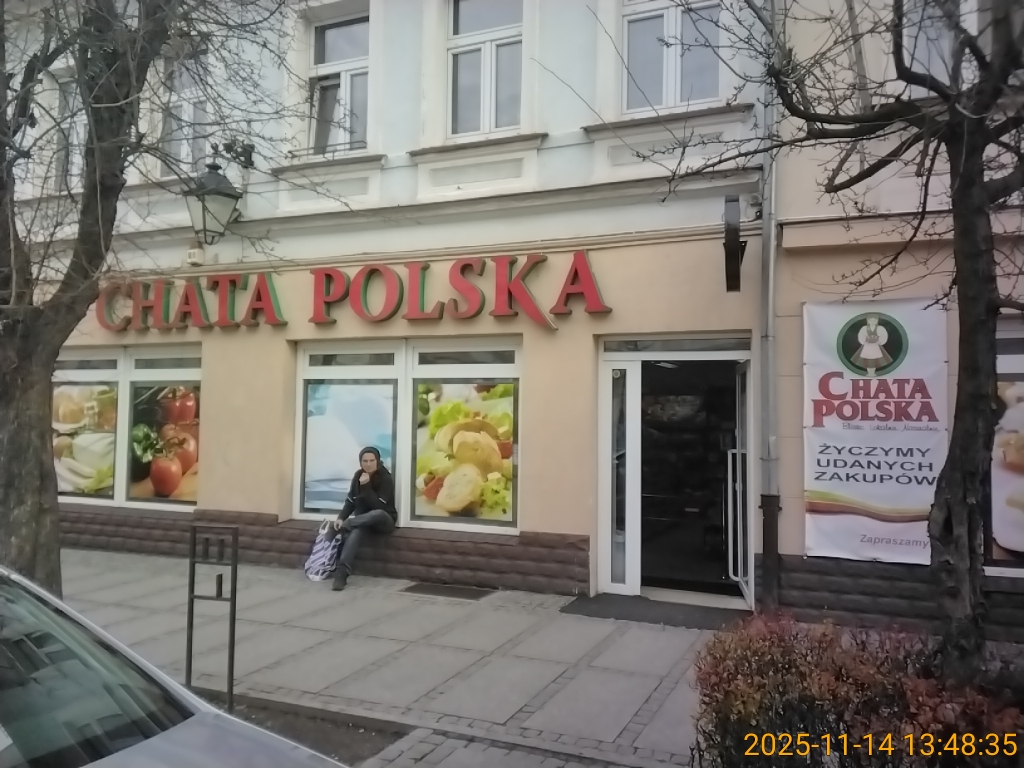 CHATA POLSKA
CHATA
POLSKA
ŻYCZYMY
UDANYCH
ZAKUPÓW
Zapraszamy
2025-11-14 13:48:35